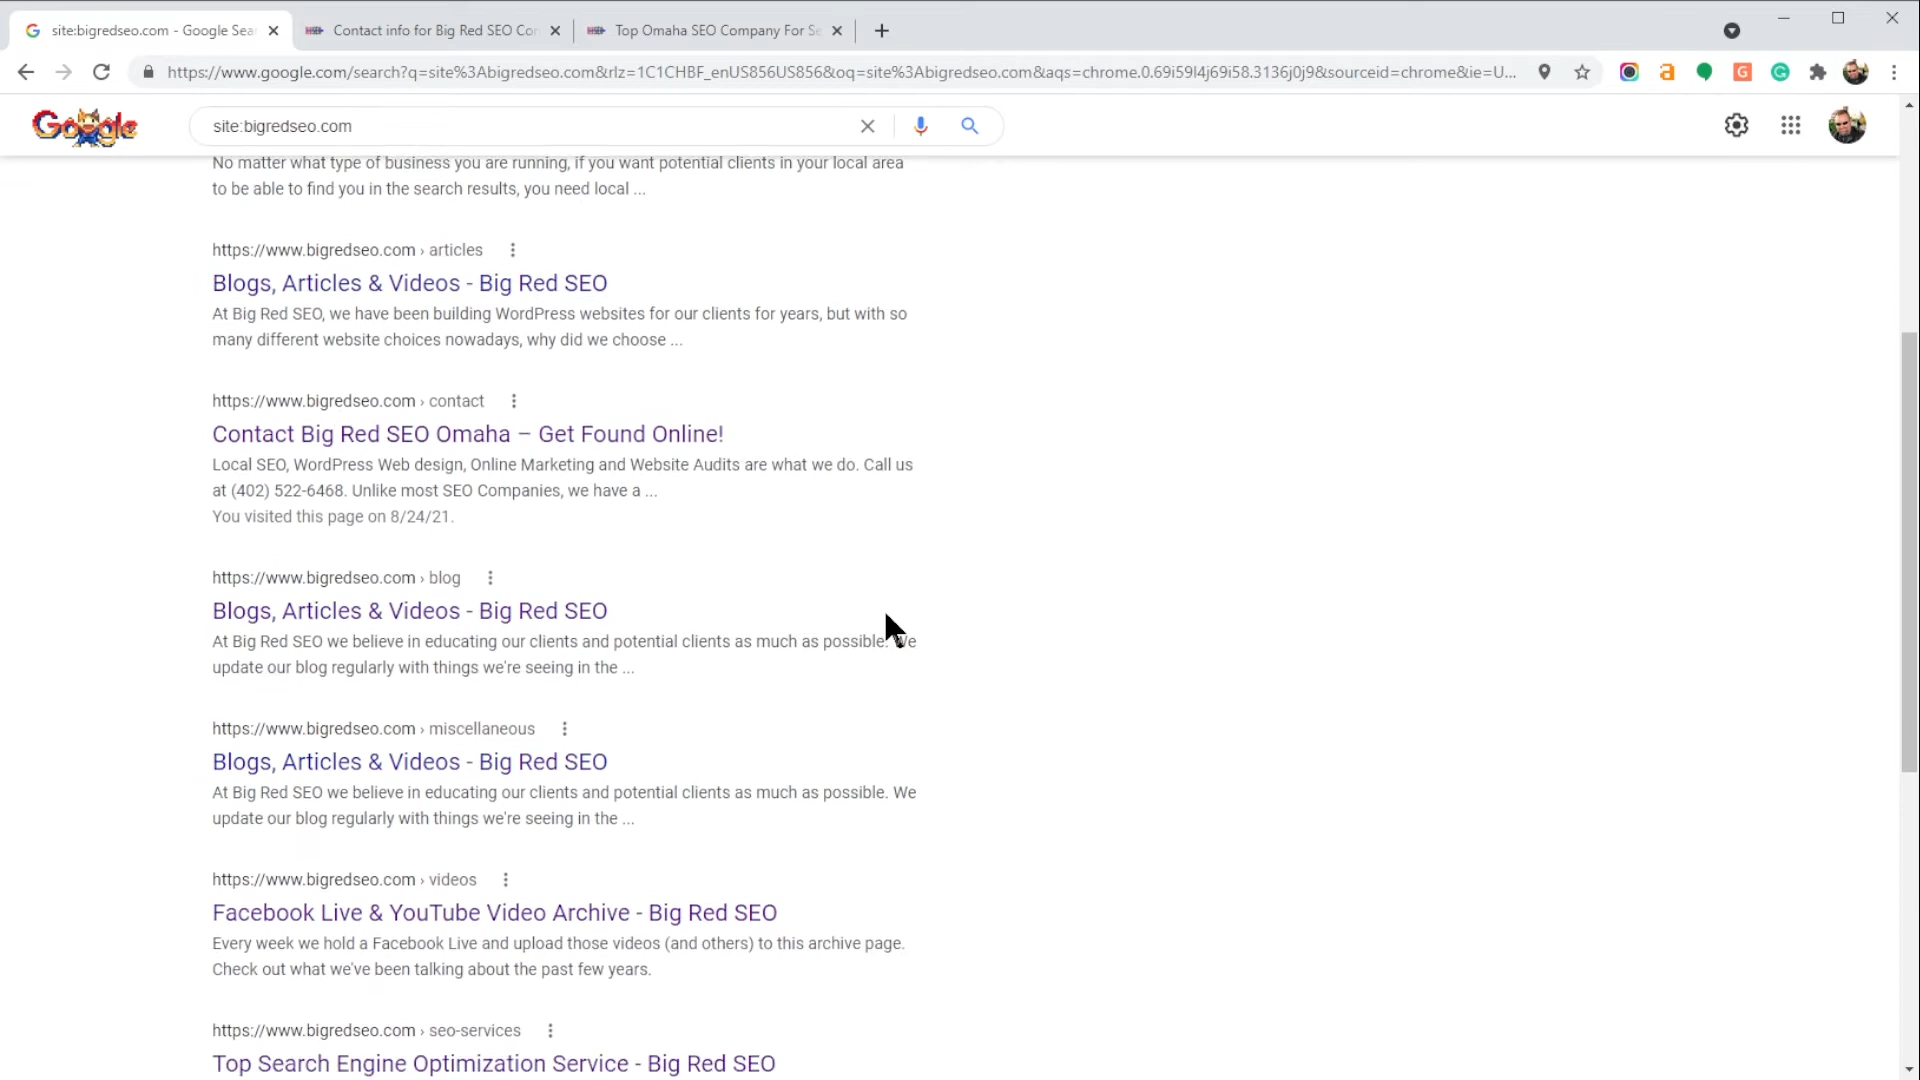 site:bigredseo.com - Google Sea
Contact info for Big Red SEO Co
Top Omaha SEO Company For Se
https://www.google.com/search?q=site%3Abigredseo.com&rlz=1C1CHBF_enUS856US856&oq=site%3Abigredseo.com&aqs=chrome.0.69i59l4j69i58.3136j0j9&sourceid=chrome&ie=U...
Google
site:bigredseo.com
No matter what type of business you are running, if you want potential clients in your local area
to be able to find you in the search results, you need local ...
https://www.bigredseo.com › articles
Blogs, Articles & Videos - Big Red SEO
At Big Red SEO, we have been building WordPress websites for our clients for years, but with so
many different website choices nowadays, why did we choose ...
https://www.bigredseo.com › contact
Contact Big Red SEO Omaha – Get Found Online!
Local SEO, WordPress Web design, Online Marketing and Website Audits are what we do. Call us
at (402) 522-6468. Unlike most SEO Companies, we have a ...
You visited this page on 8/24/21.
https://www.bigredseo.com › blog
Blogs, Articles & Videos - Big Red SEO
At Big Red SEO we believe in educating our clients and potential clients as much as possible. We
update our blog regularly with things we're seeing in the ...
https://www.bigredseo.com › miscellaneous
Blogs, Articles & Videos - Big Red SEO
At Big Red SEO we believe in educating our clients and potential clients as much as possible. We
update our blog regularly with things we're seeing in the ...
https://www.bigredseo.com › videos
Facebook Live & YouTube Video Archive - Big Red SEO
Every week we hold a Facebook Live and upload those videos (and others) to this archive page.
Check out what we've been talking about the past few years.
https://www.bigredseo.com › seo-services
Top Search Engine Optimization Service - Big Red SEO